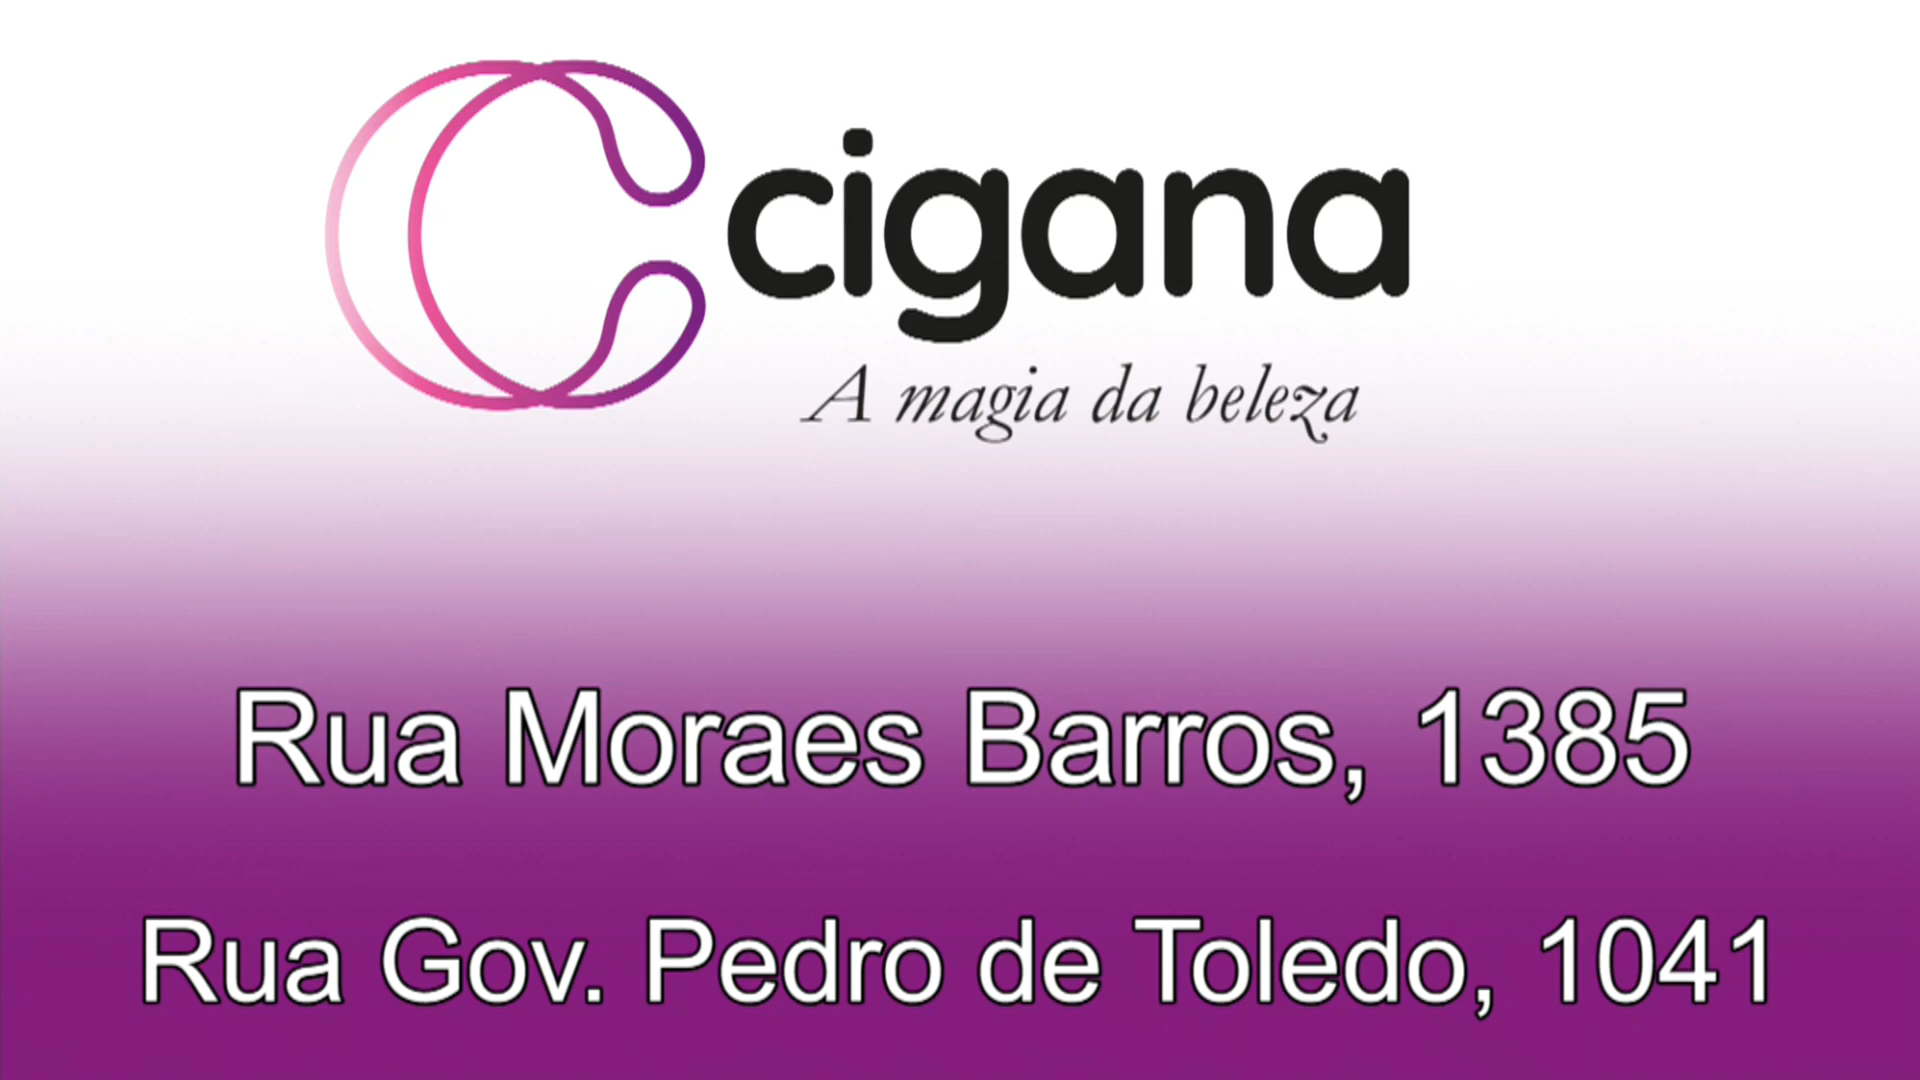 cigana
A magia da beleza
Rua Moraes Barros, 1385
Rua Gov. Pedro de Toledo, 1041